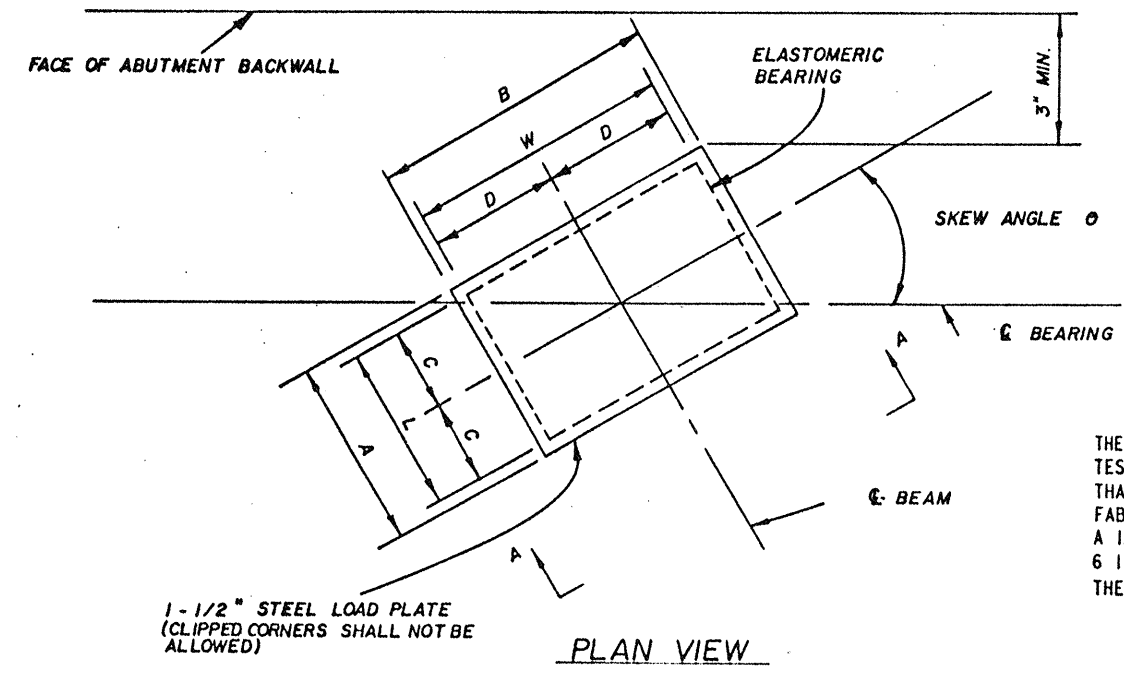 FACE OF ABUTMENT BACKWALL
ELASTOMERIC
BEARING
3" MIN.
B
W
D
D
SKEW ANGLE θ
℄ BEARING
A
C
L
C
A
℄ BEAM
A
1-1/2" STEEL LOAD PLATE
(CLIPPED CORNERS SHALL NOT BE
ALLOWED)
PLAN VIEW
THE
TES
THA
FAB
A I
6 I
THE